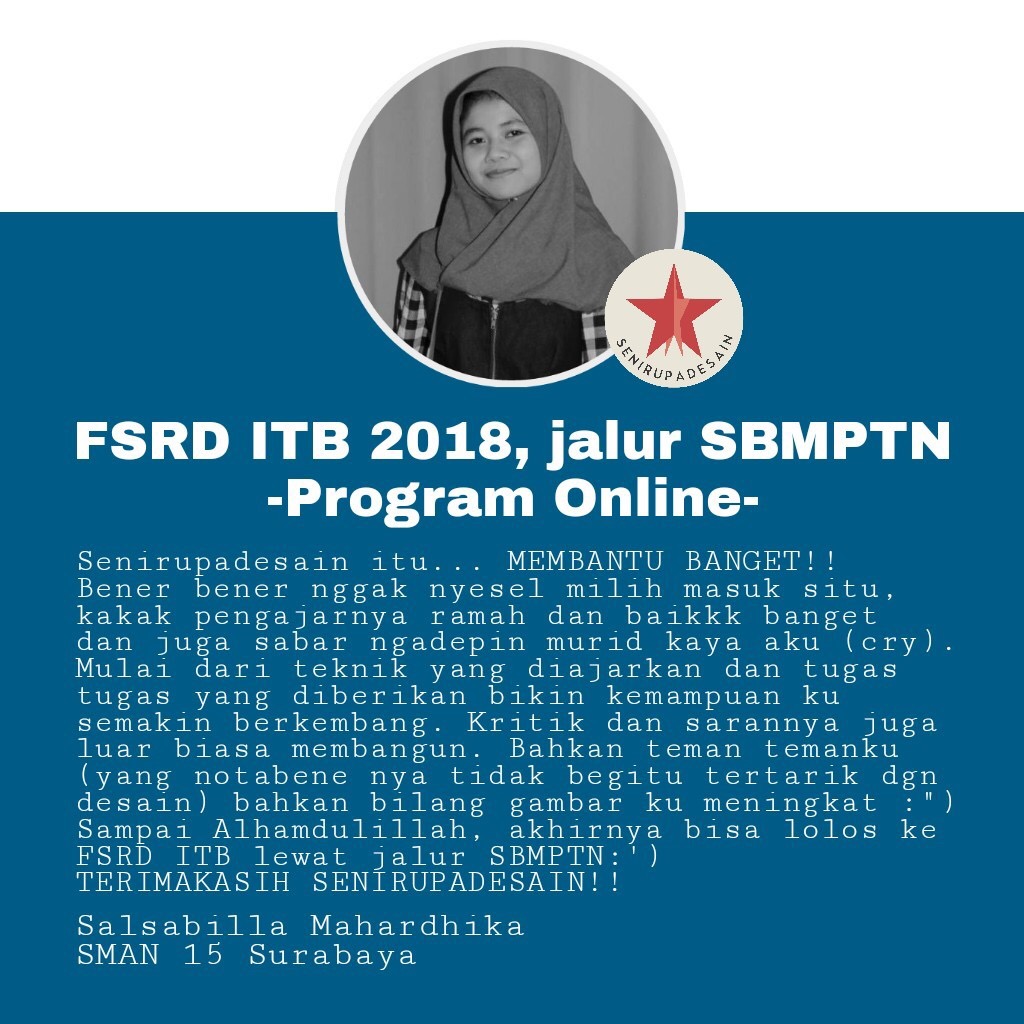 SENIRUPADESAIN
FSRD ITB 2018, jalur SBMPTN
-Program Online-
Senirupadesain itu... MEMBANTU BANGET!!
Bener bener nggak nyesel milih masuk situ,
kakak pengajarnya ramah dan baikkk banget
dan juga sabar ngadepin murid kaya aku (cry).
Mulai dari teknik yang diajarkan dan tugas
tugas yang diberikan bikin kemampuan ku
semakin berkembang. Kritik dan sarannya juga
luar biasa membangun. Bahkan teman temanku
(yang notabene nya tidak begitu tertarik dgn
desain) bahkan bilang gambar ku meningkat :")
Sampai Alhamdulillah, akhirnya bisa lolos ke
FSRD ITB lewat jalur SBMPTN:')
TERIMAKASIH SENIRUPADESAIN!!
Salsabilla Mahardhika
SMAN 15 Surabaya